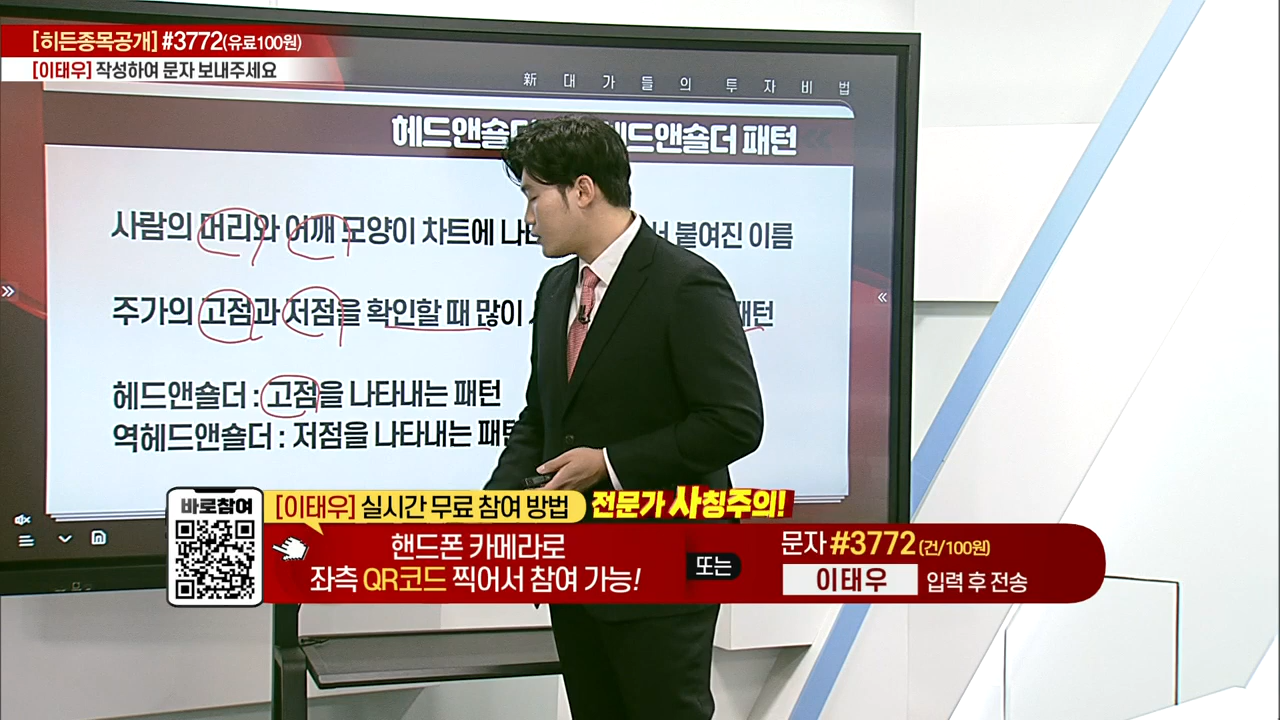 [히든종목공개] #3772(유료100원)
[이태우] 작성하여 문자 보내주세요
新 대가들의 투자비법
헤드앤숄더 헤드앤숄더 패턴
사람의 머리와 어깨 모양이 차트에 붙여진 이름
주가의 고점과 저점을 확인할 때 많이 패턴
헤드앤숄더 : 고점을 나타내는 패턴
역헤드앤숄더 : 저점을 나타내는 패턴
바로참여
[이태우] 실시간 무료 참여 방법 전문가 사칭주의!
핸드폰 카메라로
좌측 QR코드 찍어서 참여 가능!
또는
문자 #3772 (건/100원)
이태우 입력 후 전송